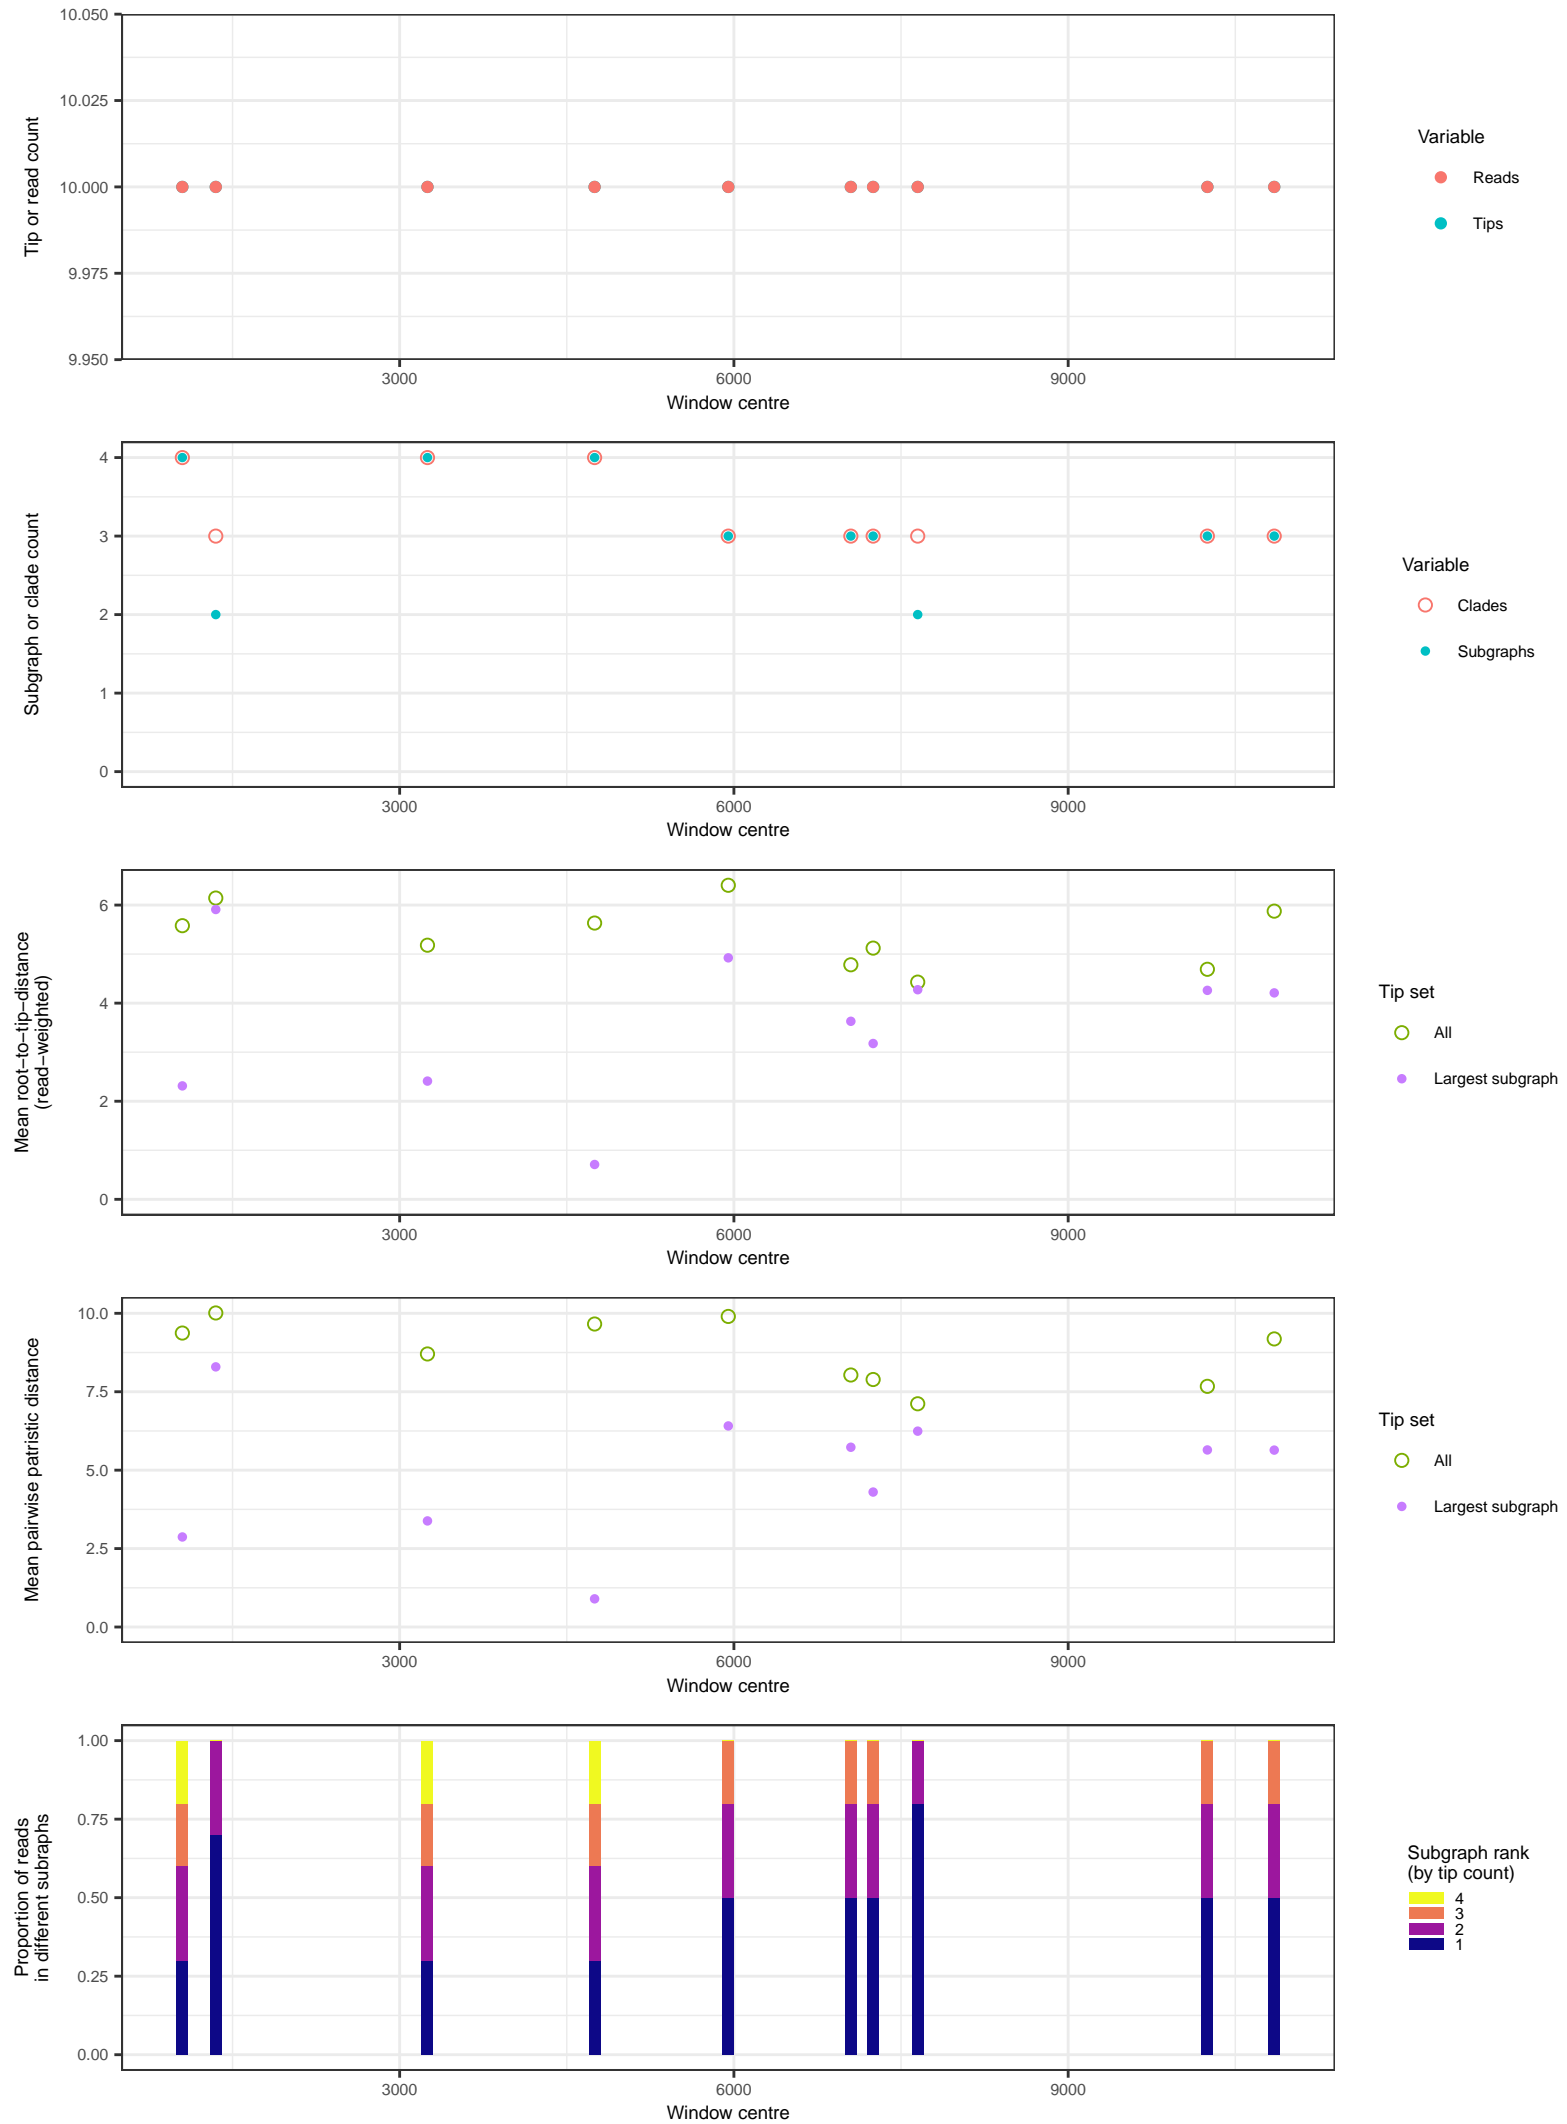 10.050
10.025
10.000
9.975
9.950
Tip or read count
3000
6000
9000
Window centre
Variable
Reads
Tips
4
3
2
1
0
Subgraph or clade count
3000
6000
9000
Window centre
Variable
Clades
Subgraphs
6
4
2
0
Mean root−to−tip−distance
(read−weighted)
3000
6000
9000
Window centre
Tip set
All
Largest subgraph
10.0
7.5
5.0
2.5
0.0
Mean pairwise patristic distance
3000
6000
9000
Window centre
Tip set
All
Largest subgraph
1.00
0.75
0.50
0.25
0.00
Proportion of reads
in different subraphs
3000
6000
9000
Window centre
Subgraph rank
(by tip count)
4
3
2
1